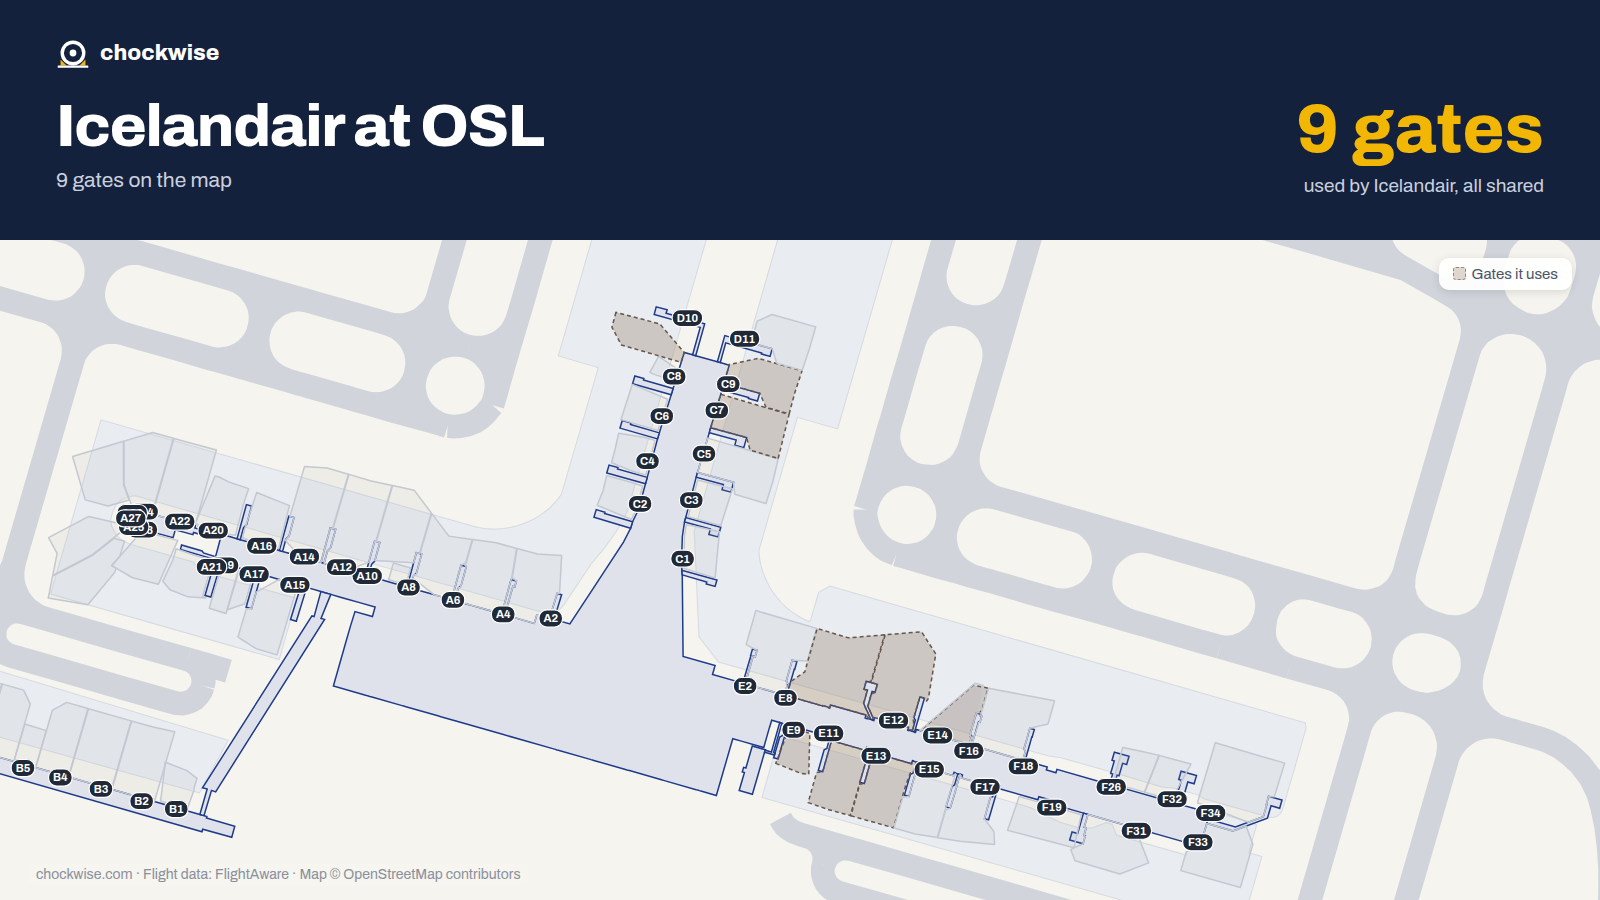 chockwise
Icelandair at OSL
9 gates on the map
9 gates
used by Icelandair, all shared
Gates it uses
D10
D11
C8
C9
C6
C7
C4
C5
C2
C3
C1
A27
A22
A20
A16
A14
A12
A10
A8
A6
A4
A2
A21
A17
A15
E2
E8
E12
E14
F16
F18
F26
F32
F34
E9
E11
E13
E15
F17
F19
F31
F33
B5
B4
B3
B2
B1
chockwise.com · Flight data: FlightAware · Map © OpenStreetMap contributors